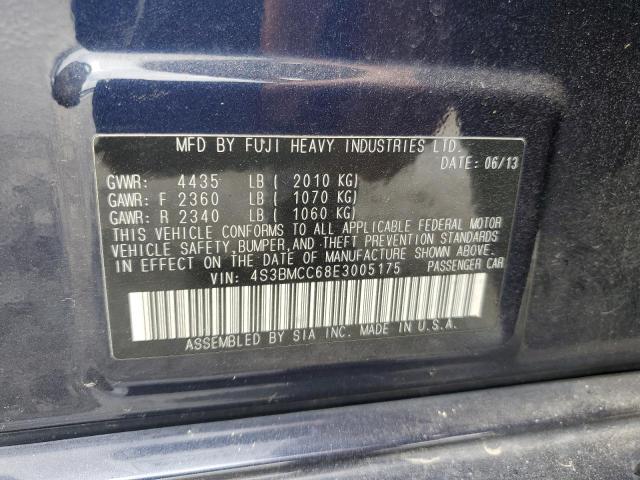 MFD BY FUJI HEAVY INDUSTRIES LTD.
DATE: 06/13
GVWR: 4435 LB ( 2010 KG)
GAWR: F 2360 LB ( 1070 KG)
GAWR: R 2340 LB ( 1060 KG)
THIS VEHICLE CONFORMS TO ALL APPLICABLE FEDERAL MOTOR
VEHICLE SAFETY,BUMPER,AND THEFT PREVENTION STANDARDS
IN EFFECT ON THE DATE OF MANUFACTURE SHOWN ABOVE.
VIN: 4S3BMCC68E3005175 PASSENGER CAR
ASSEMBLED BY SIA INC. MADE IN U.S.A.